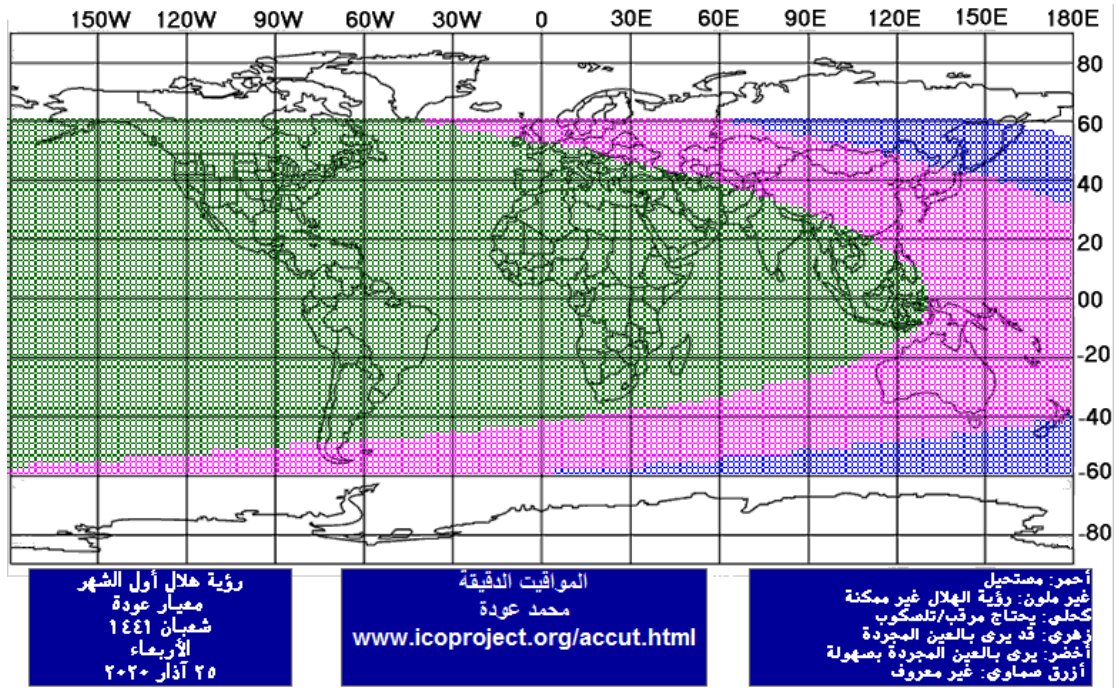 150W 120W 90W 60W 30W 0 30E 60E 90E 120E 150E 180E
80
60
40
20
00
-20
-40
-60
-80
رؤية هلال أول الشهر
معيار عودة
شعبان ١٤٤١
الأربعاء
٢٥ آذار ٢٠٢٠
المواقيت الدقيقة
محمد عودة
www.icoproject.org/accut.html
أحمر: مستحيل
غير ملون: رؤية الهلال غير ممكنة
كحلي: يحتاج مرقب/تلسكوب
زهري: قد يرى بالعين المجردة
أخضر: يرى بالعين المجردة بسهولة
أزرق سماوي: غير معروف